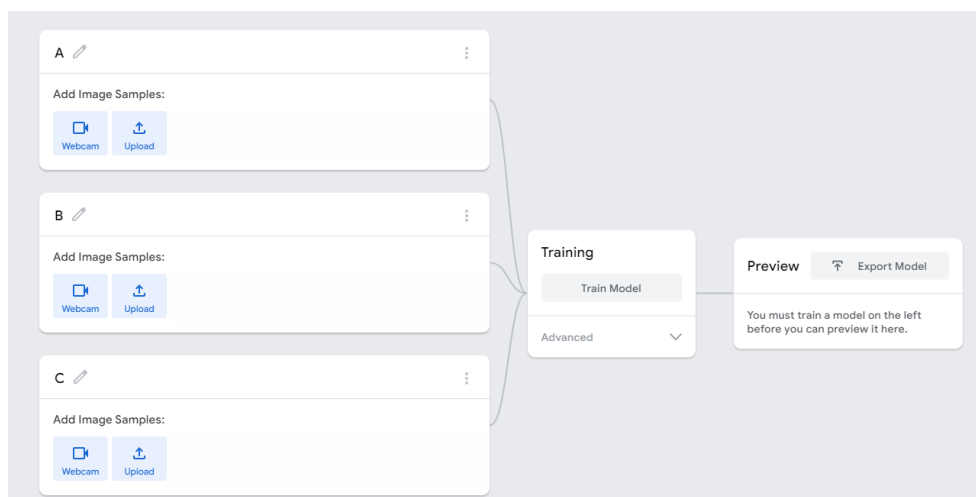 A
Add Image Samples:
Webcam
Upload
B
Add Image Samples:
Webcam
Upload
C
Add Image Samples:
Webcam
Upload
Training
Train Model
Advanced
Preview
Export Model
You must train a model on the left
before you can preview it here.